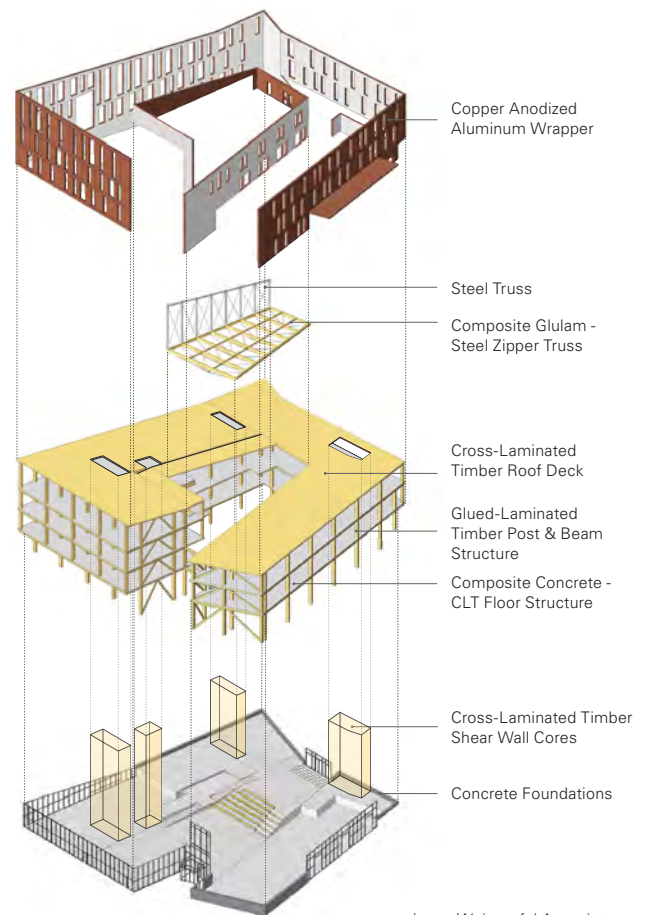 Copper Anodized
Aluminum Wrapper
Steel Truss
Composite Glulam -
Steel Zipper Truss
Cross-Laminated
Timber Roof Deck
Glued-Laminated
Timber Post & Beam
Structure
Composite Concrete -
CLT Floor Structure
Cross-Laminated Timber
Shear Wall Cores
Concrete Foundations